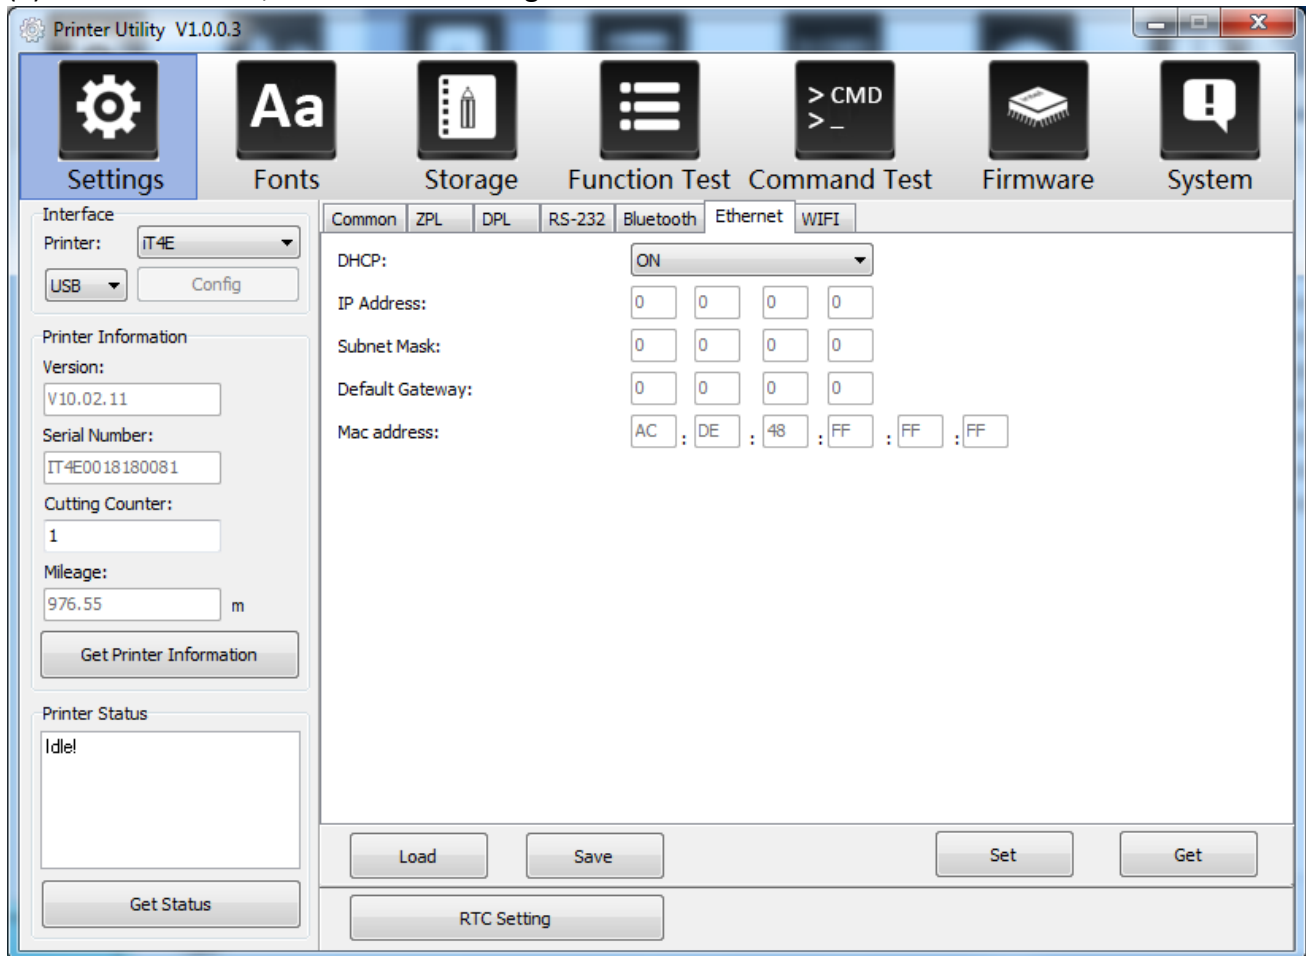 Printer Utility V1.0.0.3
> CMD
>_
Aa
Settings Fonts Storage Function Test Command Test Firmware System
Interface
Printer: iT4E
USB Config
Printer Information
Version:
V10.02.11
Serial Number:
IT4E0018180081
Cutting Counter:
1
Mileage:
976.55 m
Get Printer Information
Printer Status
Idle!
Get Status
Common ZPL DPL RS-232 Bluetooth Ethernet WIFI
DHCP: ON
IP Address: 0 0 0 0
Subnet Mask: 0 0 0 0
Default Gateway: 0 0 0 0
Mac address: AC : DE : 48 : FF : FF : FF
Load Save Set Get
RTC Setting